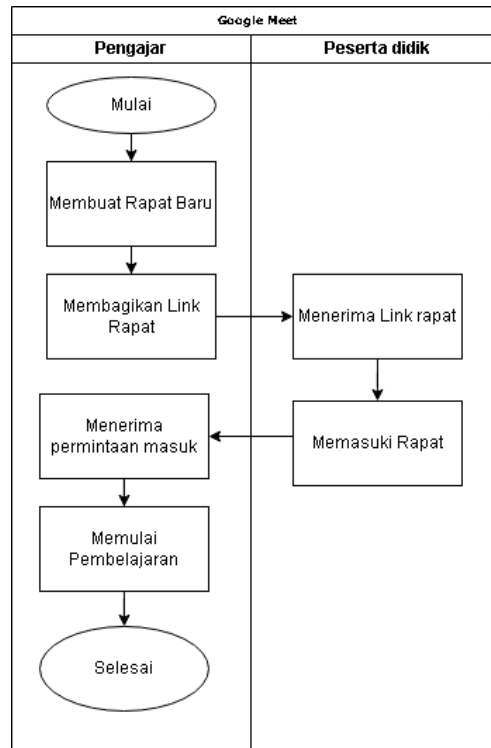 Google Meet
Pengajar
Peserta didik
Mulai
Membuat Rapat Baru
Membagikan Link
Rapat
Menerima Link rapat
Memasuki Rapat
Menerima
permintaan masuk
Memulai
Pembelajaran
Selesai